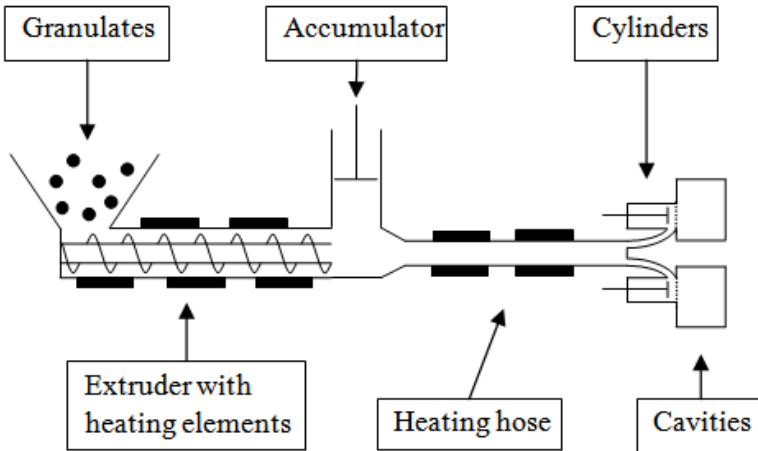 Granulates
Accumulator
Cylinders
Extruder with
heating elements
Heating hose
Cavities